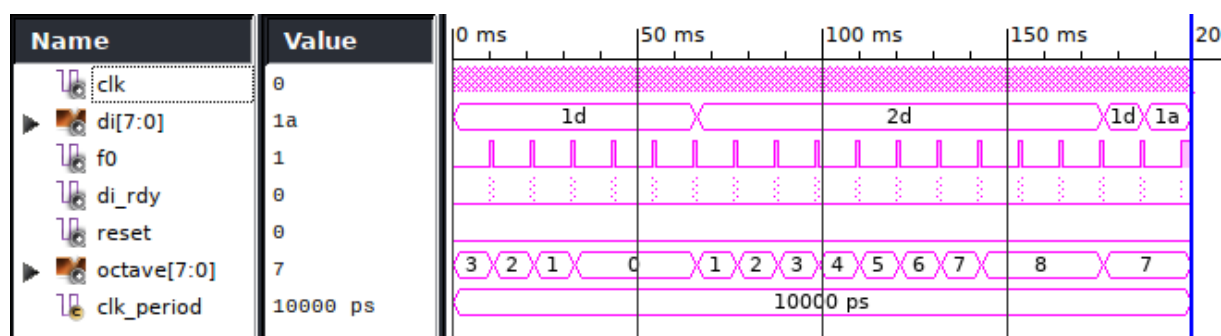 Name Value 0 ms 50 ms 100 ms 150 ms 20
clk 0
di[7:0] 1a 1d 2d 1d 1a
f0 1
di_rdy 0
reset 0
octave[7:0] 7 3 2 1 0 1 2 3 4 5 6 7 8 7
clk_period 10000 ps 10000 ps